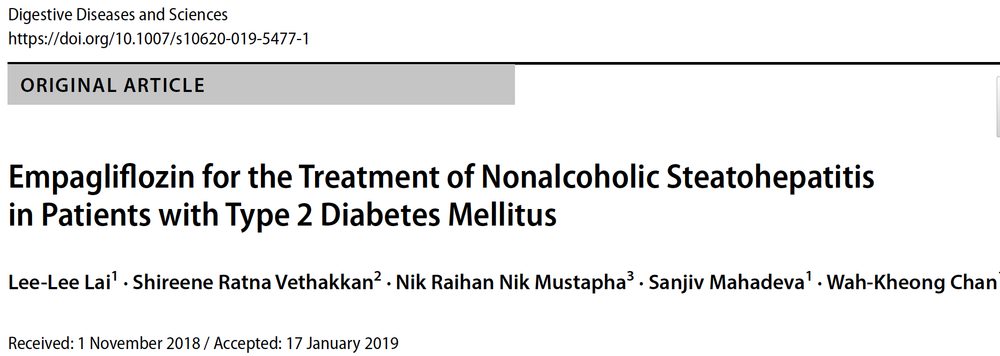 Digestive Diseases and Sciences
https://doi.org/10.1007/s10620-019-5477-1
ORIGINAL ARTICLE
Empagliflozin for the Treatment of Nonalcoholic Steatohepatitis
in Patients with Type 2 Diabetes Mellitus
Lee-Lee Lai¹ · Shireene Ratna Vethakkan² · Nik Raihan Nik Mustapha³ · Sanjiv Mahadeva¹ · Wah-Kheong Chan
Received: 1 November 2018 / Accepted: 17 January 2019